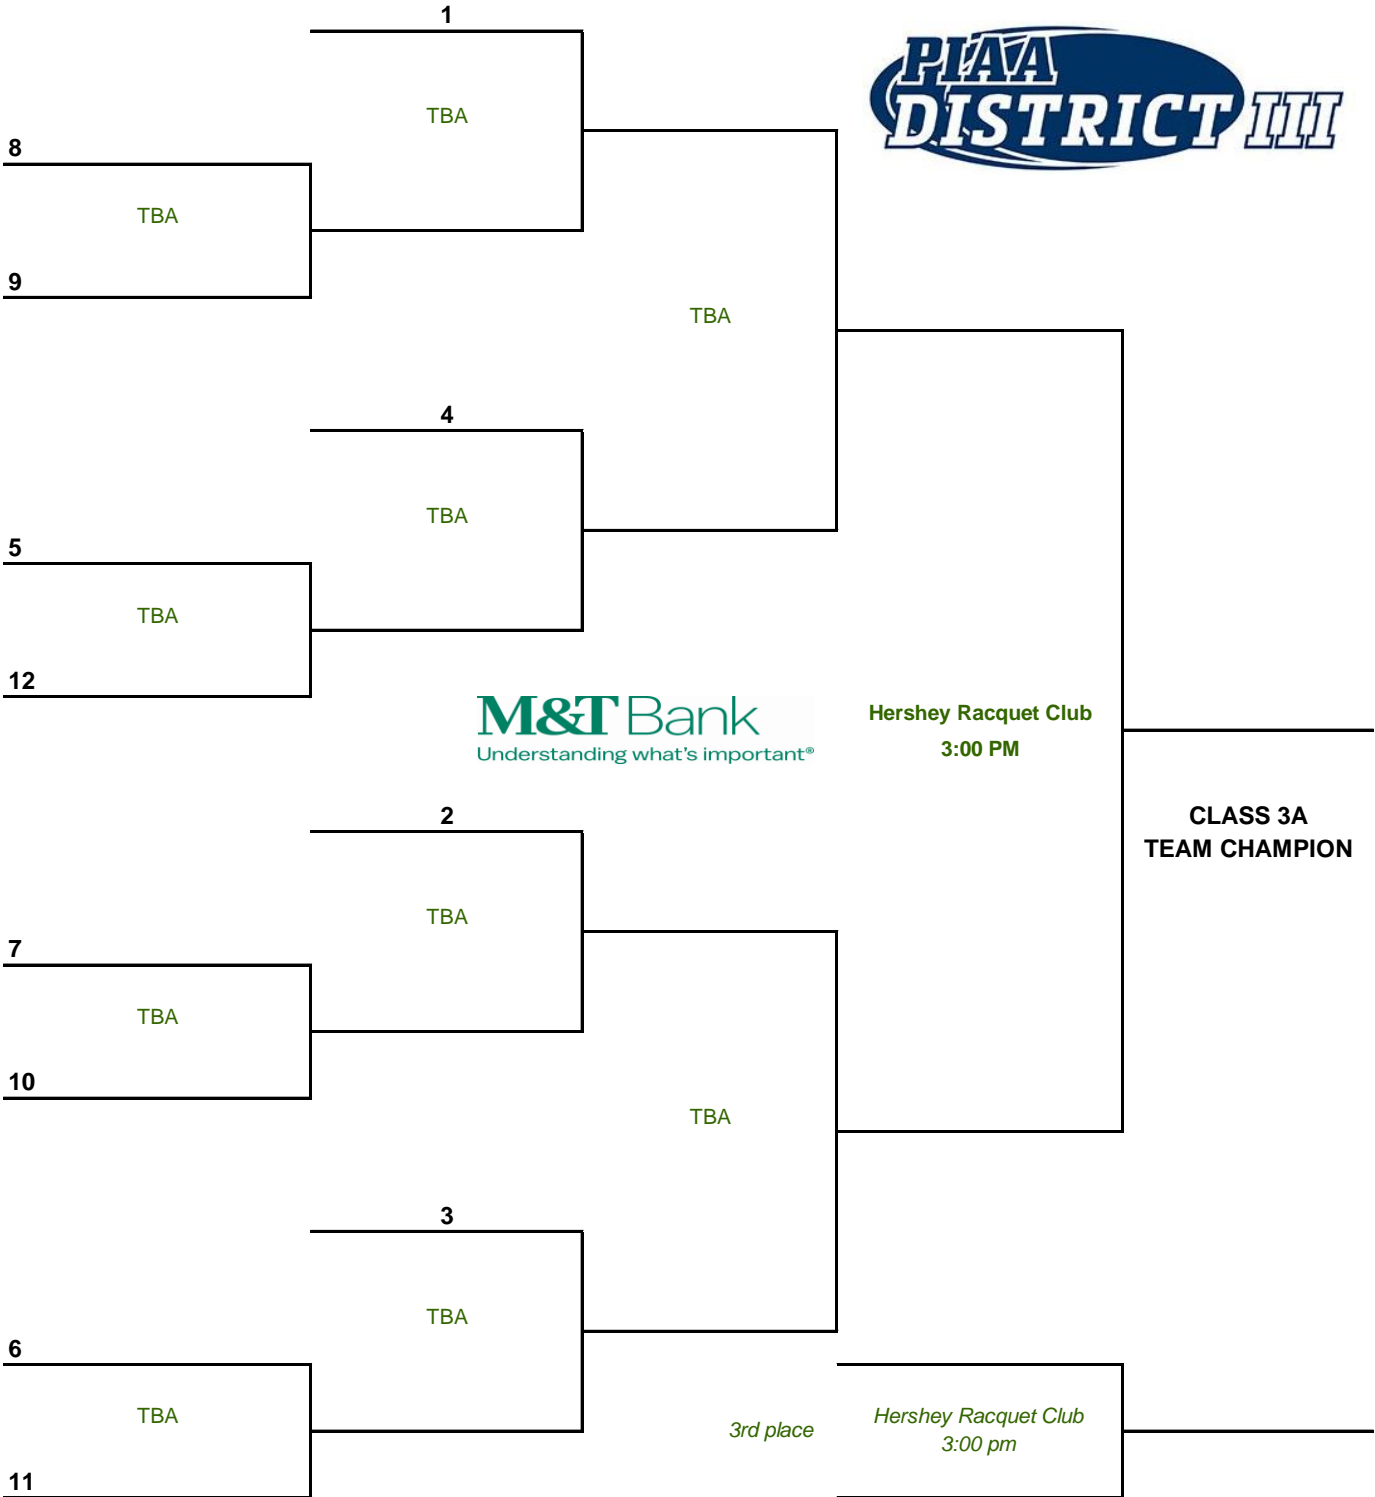 1
PIAA
DISTRICT III
TBA
8
TBA
9
TBA
4
TBA
5
TBA
12
M&T Bank
Understanding what's important®
Hershey Racquet Club
3:00 PM
2
CLASS 3A
TEAM CHAMPION
TBA
7
TBA
10
TBA
3
TBA
6
TBA
3rd place
Hershey Racquet Club
3:00 pm
11